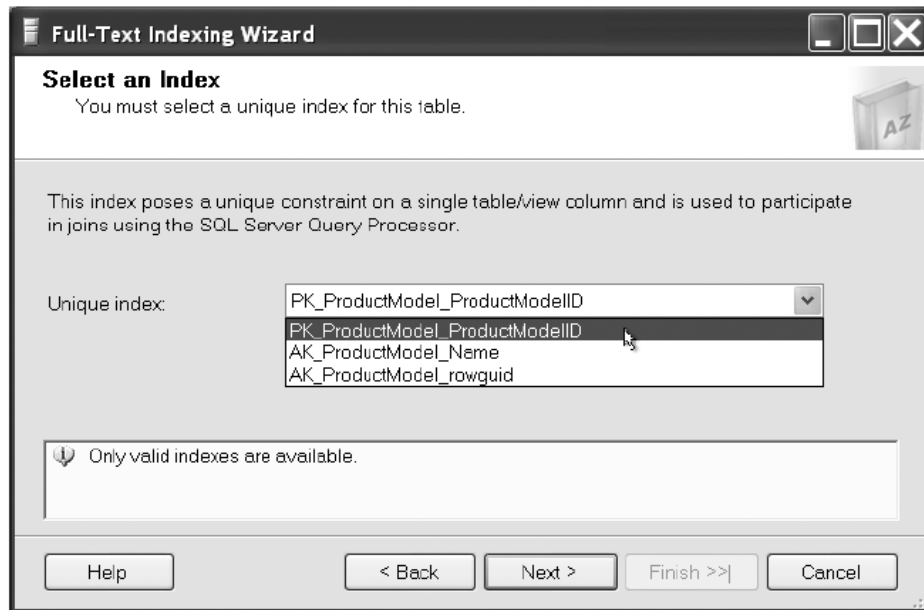 Full-Text Indexing Wizard
Select an Index
You must select a unique index for this table.
AZ
This index poses a unique constraint on a single table/view column and is used to participate
in joins using the SQL Server Query Processor.
Unique index:
PK_ProductModel_ProductModelID
PK_ProductModel_ProductModelID
AK_ProductModel_Name
AK_ProductModel_rowguid
Only valid indexes are available.
Help
< Back
Next >
Finish >>|
Cancel